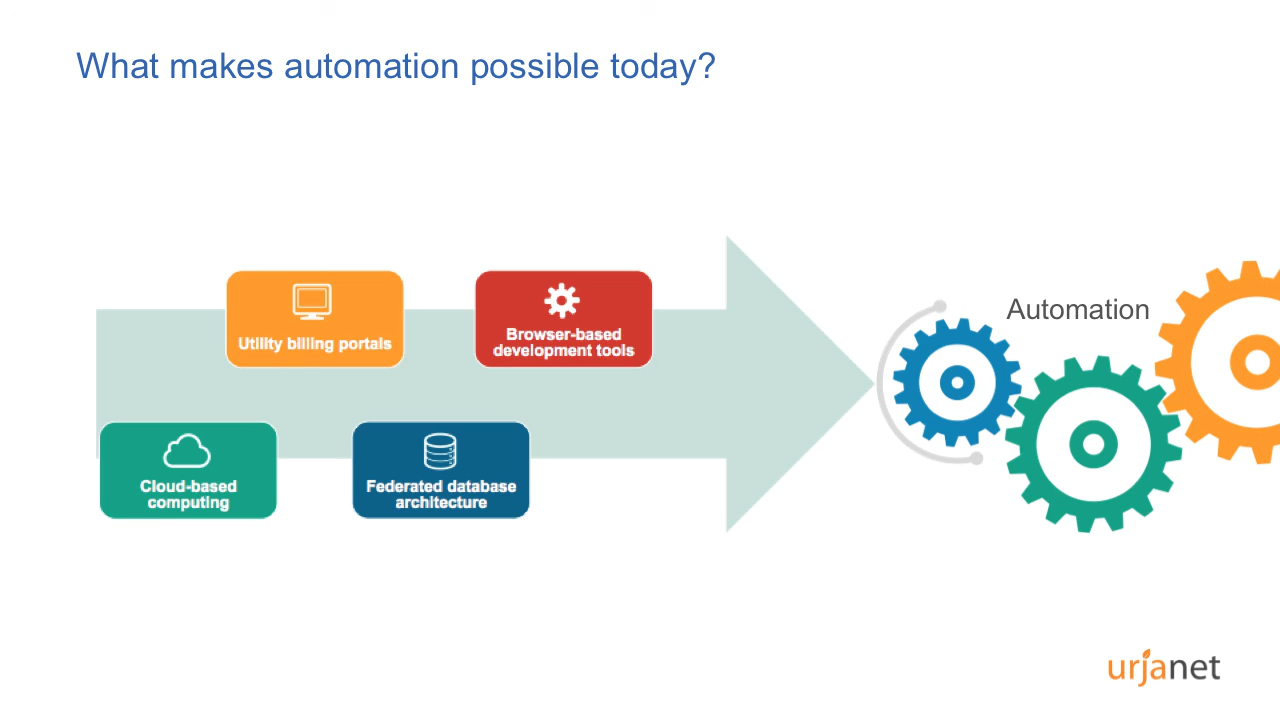 What makes automation possible today?
Utility billing portals
Browser-based
development tools
Automation
Cloud-based
computing
Federated database
architecture
urjanet